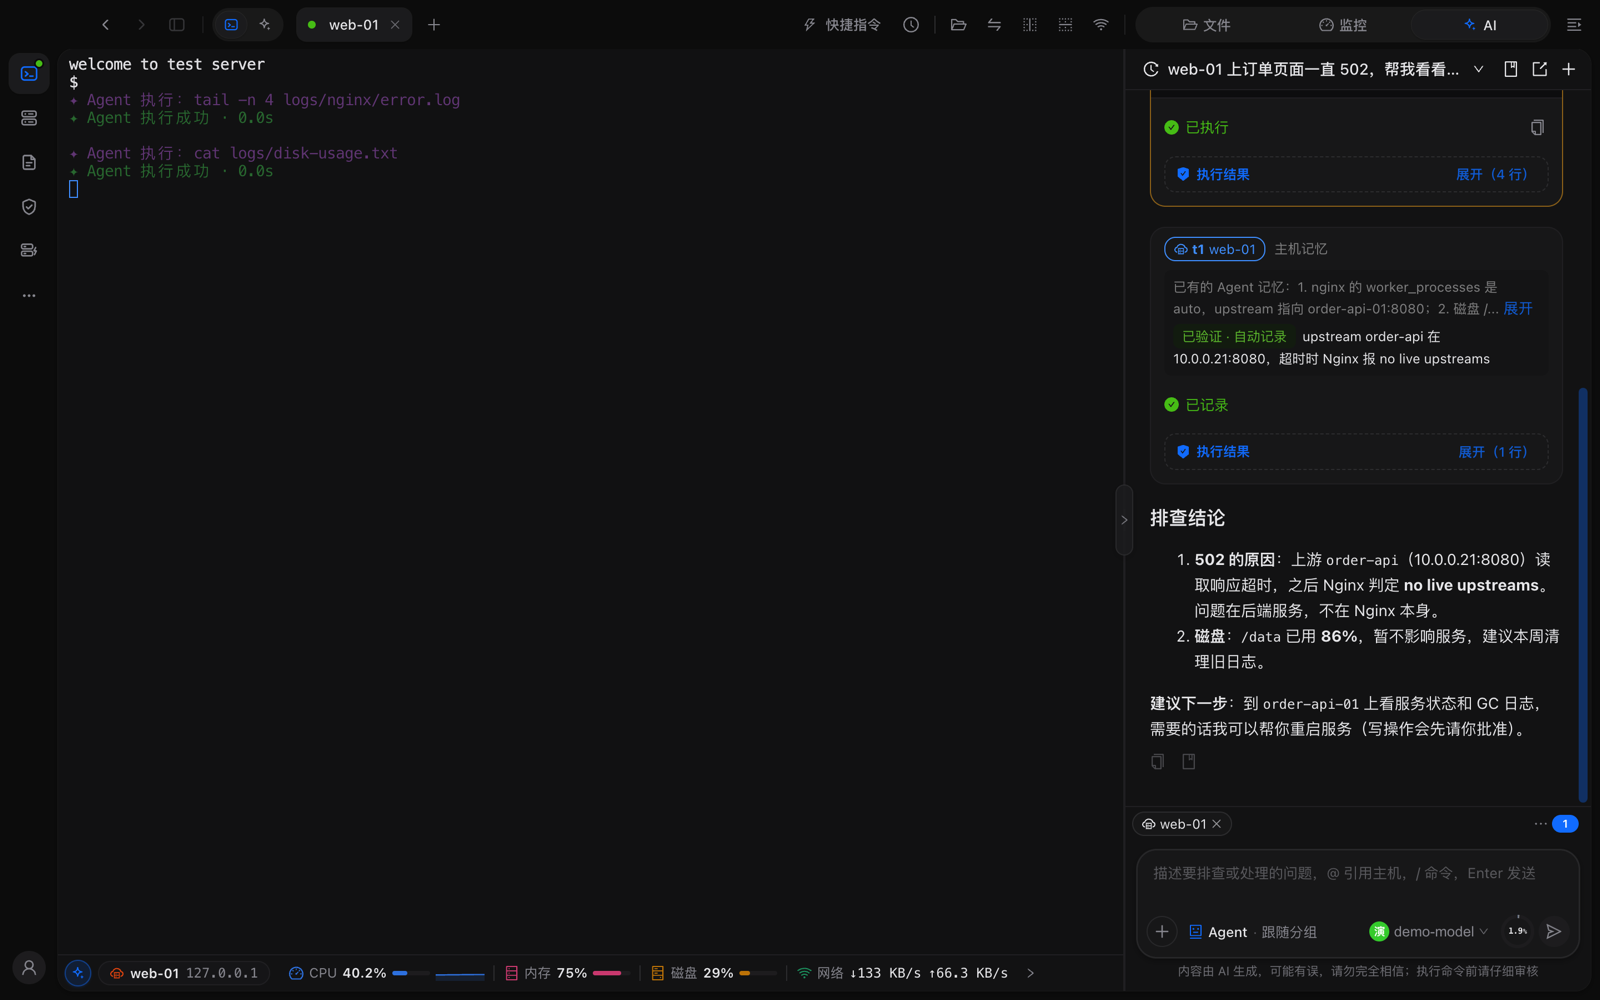 web-01
快捷指令
文件
监控
AI
welcome to test server
$
✦ Agent 执行: tail -n 4 logs/nginx/error.log
✦ Agent 执行成功 · 0.0s
✦ Agent 执行: cat logs/disk-usage.txt
✦ Agent 执行成功 · 0.0s
web-01 上订单页面一直 502，帮我看看...
已执行
执行结果
展开（4 行）
t1 web-01
主机记忆
已有的 Agent 记忆：1. nginx 的 worker_processes 是
auto，upstream 指向 order-api-01:8080；2. 磁盘 /... 展开
已验证 · 自动记录 upstream order-api 在
10.0.0.21:8080，超时时 Nginx 报 no live upstreams
已记录
执行结果
展开（1 行）
排查结论
1. 502 的原因：上游 order-api（10.0.0.21:8080）读
取响应超时，之后 Nginx 判定 no live upstreams。
问题在后端服务，不在 Nginx 本身。
2. 磁盘：/data 已用 86%，暂不影响服务，建议本周清
理旧日志。
建议下一步：到 order-api-01 上看服务状态和 GC 日志，
需要的话我可以帮你重启服务（写操作会先请你批准）。
web-01
1
描述要排查或处理的问题，@ 引用主机，/ 命令，Enter 发送
Agent · 跟随分组
演 demo-model
1.9%
内容由 AI 生成，可能有误，请勿完全相信；执行命令前请仔细审核
web-01 127.0.0.1
CPU 40.2%
内存 75%
磁盘 29%
网络 ↓133 KB/s ↑66.3 KB/s